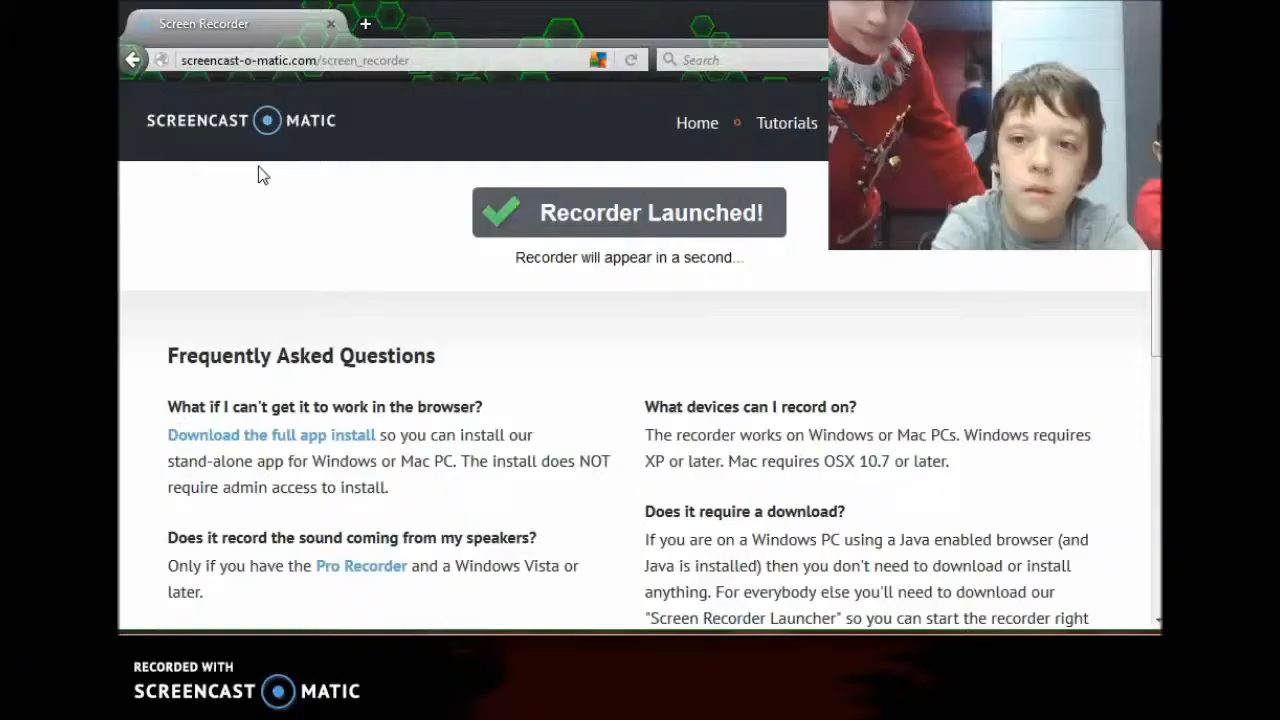 Screen Recorder
screencast-o-matic.com/screen_recorder
Search
SCREENCAST MATIC
Home
Tutorials
Recorder Launched!
Recorder will appear in a second...
Frequently Asked Questions
What if I can't get it to work in the browser?
Download the full app install so you can install our
stand-alone app for Windows or Mac PC. The install does NOT
require admin access to install.
Does it record the sound coming from my speakers?
Only if you have the Pro Recorder and a Windows Vista or
later.
What devices can I record on?
The recorder works on Windows or Mac PCs. Windows requires
XP or later. Mac requires OSX 10.7 or later.
Does it require a download?
If you are on a Windows PC using a Java enabled browser (and
Java is installed) then you don't need to download or install
anything. For everybody else you'll need to download our
"Screen Recorder Launcher" so you can start the recorder right
RECORDED WITH
SCREENCAST MATIC